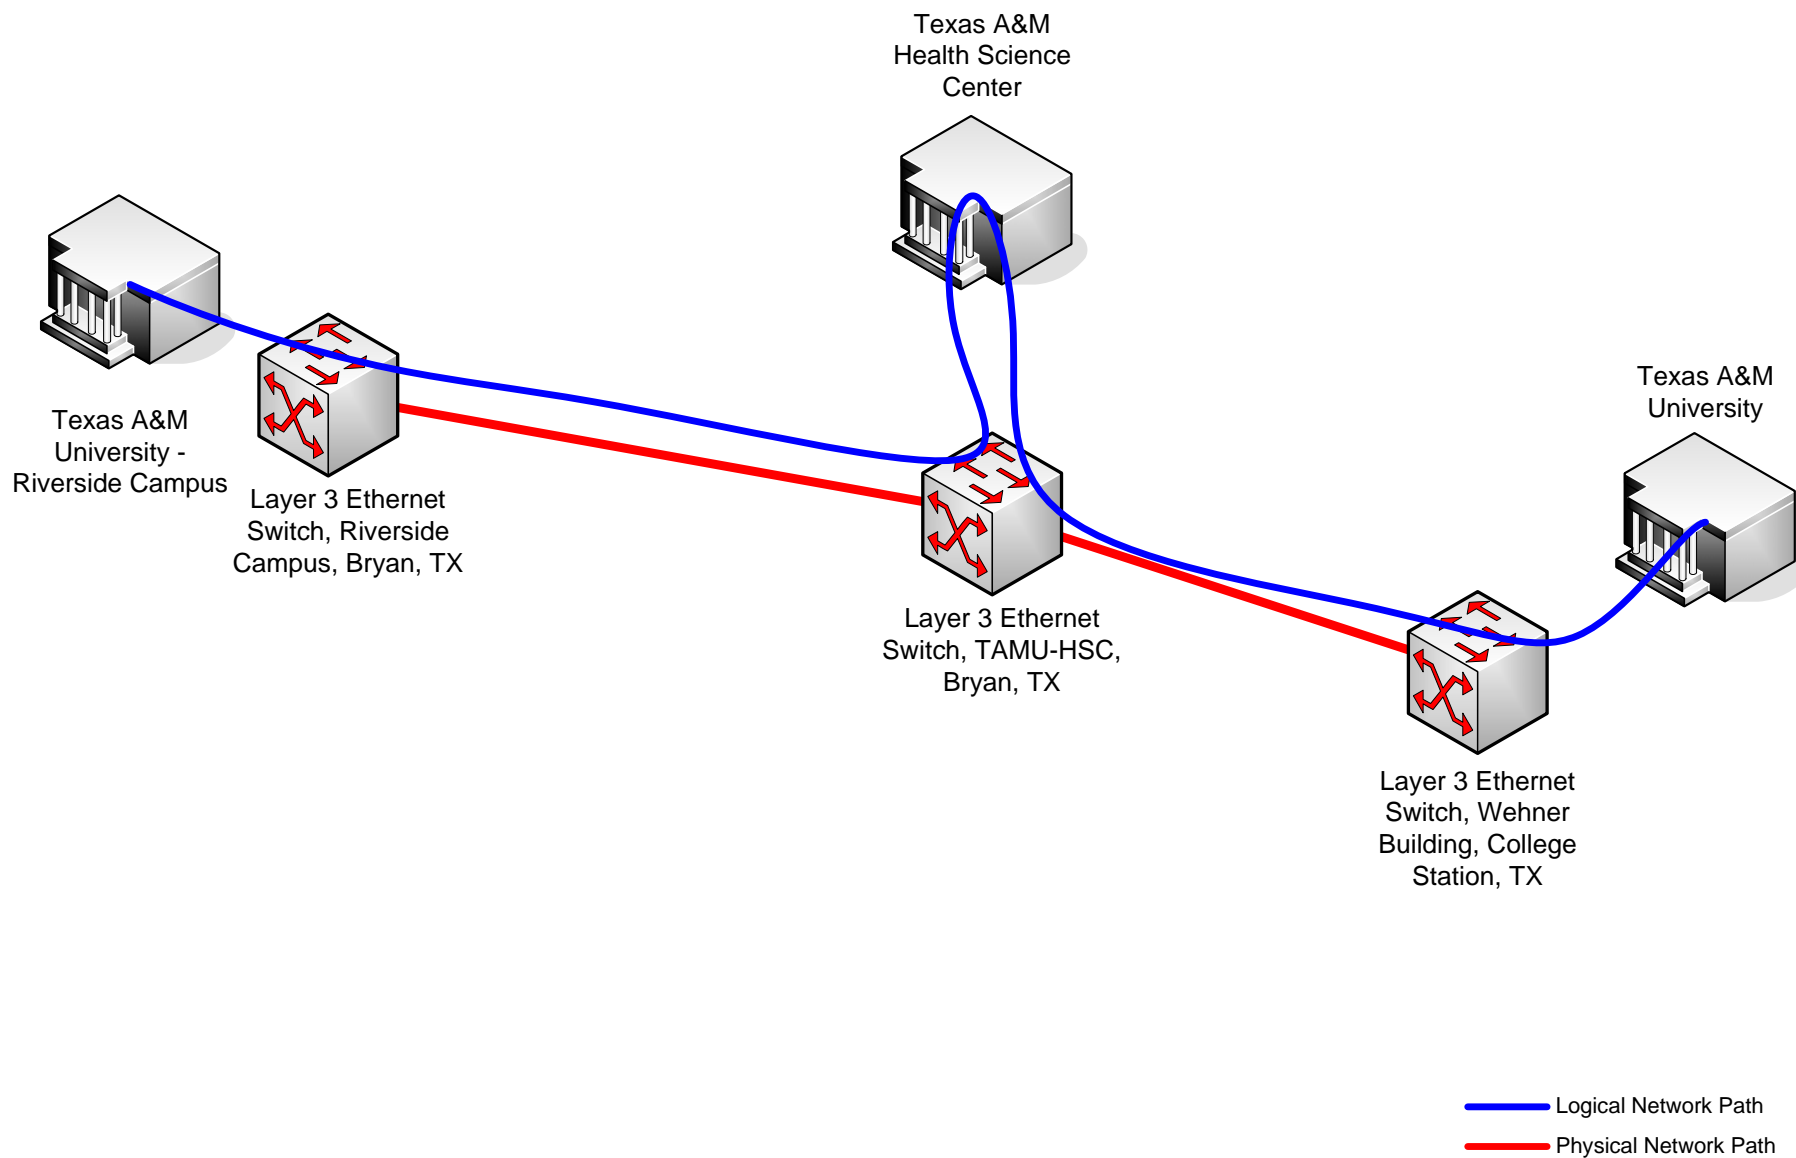 Texas A&M
Health Science
Center
Texas A&M
University
Texas A&M
University -
Riverside Campus
Layer 3 Ethernet
Switch, Riverside
Campus, Bryan, TX
Layer 3 Ethernet
Switch, TAMU-HSC,
Bryan, TX
Layer 3 Ethernet
Switch, Wehner
Building, College
Station, TX
Logical Network Path
Physical Network Path